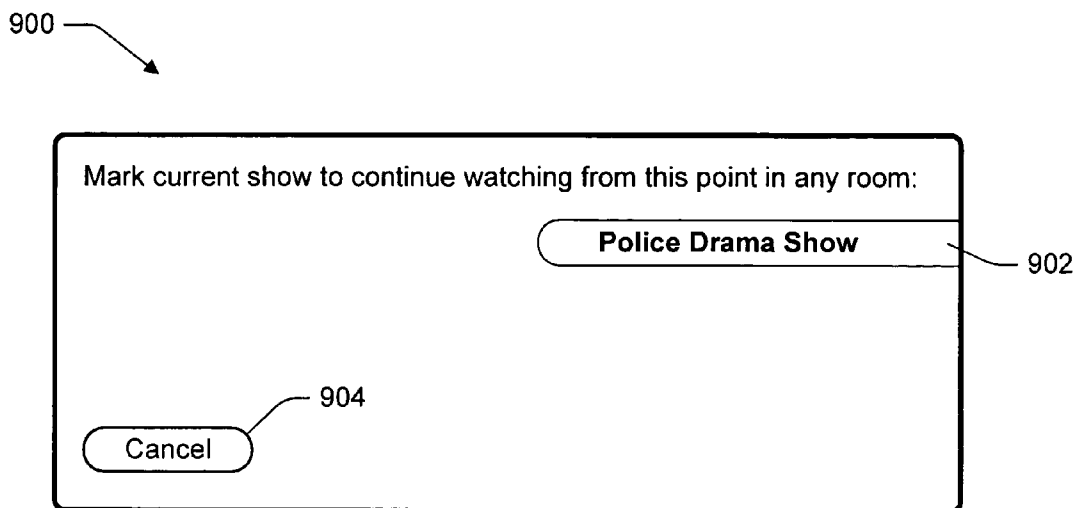 900
Mark current show to continue watching from this point in any room:
Police Drama Show
902
904
Cancel